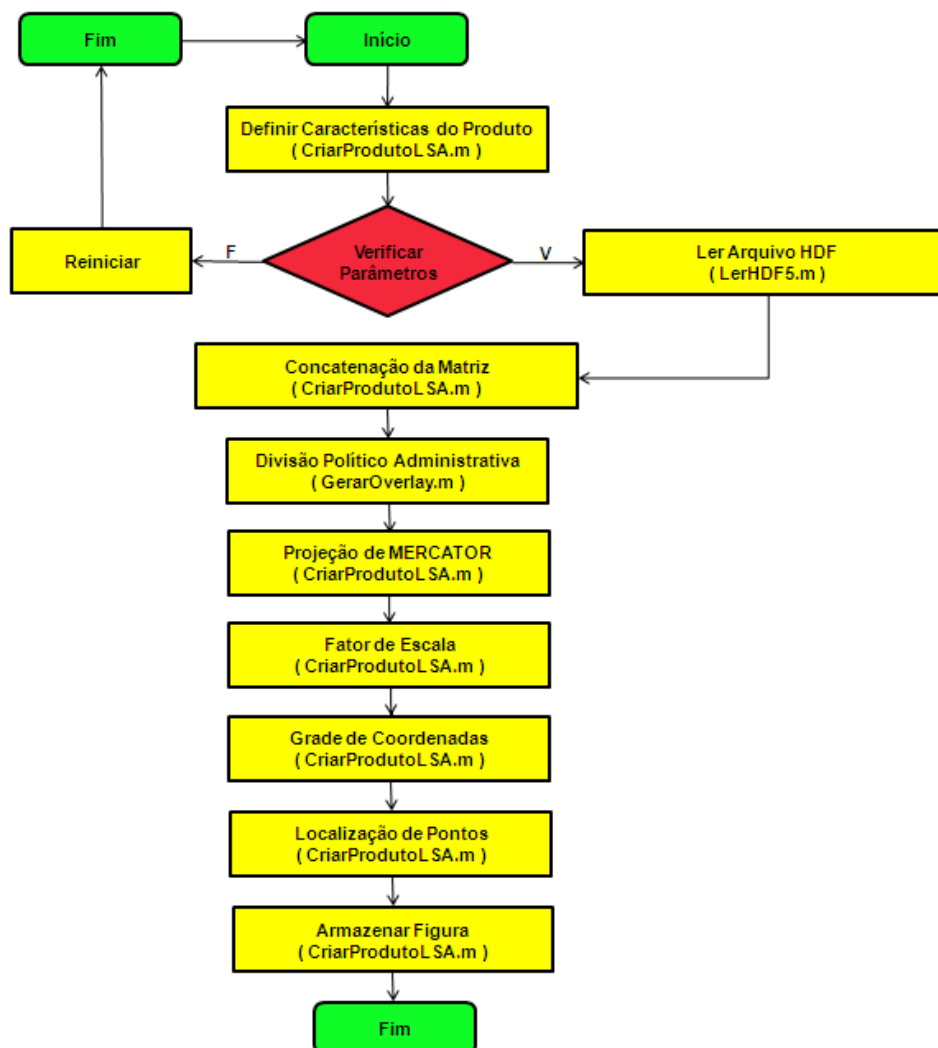 Fim
Início
Definir Características do Produto
( CriarProdutoLSA.m )
Reiniciar
F
Verificar
Parâmetros
V
Ler Arquivo HDF
( LerHDF5.m )
Concatenação da Matriz
( CriarProdutoLSA.m )
Divisão Político Administrativa
( GerarOverlay.m )
Projeção de MERCATOR
( CriarProdutoLSA.m )
Fator de Escala
( CriarProdutoLSA.m )
Grade de Coordenadas
( CriarProdutoLSA.m )
Localização de Pontos
( CriarProdutoLSA.m )
Armazenar Figura
( CriarProdutoLSA.m )
Fim